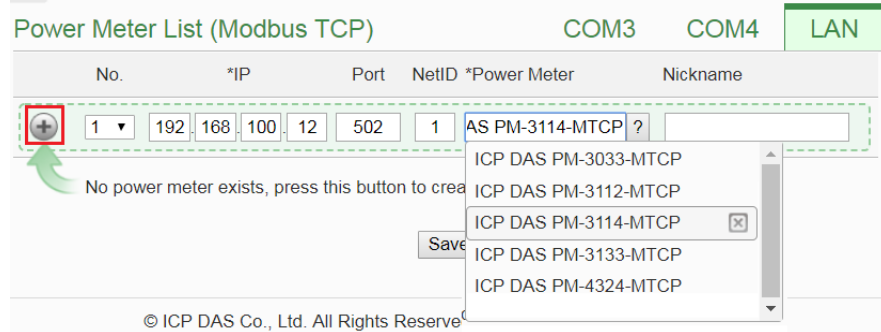 Power Meter List (Modbus TCP) COM3 COM4 LAN
No. *IP Port NetID *Power Meter Nickname
1 192 . 168 . 100 . 12 502 1 AS PM-3114-MTCP ?
ICP DAS PM-3033-MTCP
No power meter exists, press this button to crea
ICP DAS PM-3112-MTCP
ICP DAS PM-3114-MTCP
Save
ICP DAS PM-3133-MTCP
ICP DAS PM-4324-MTCP
© ICP DAS Co., Ltd. All Rights Reserve